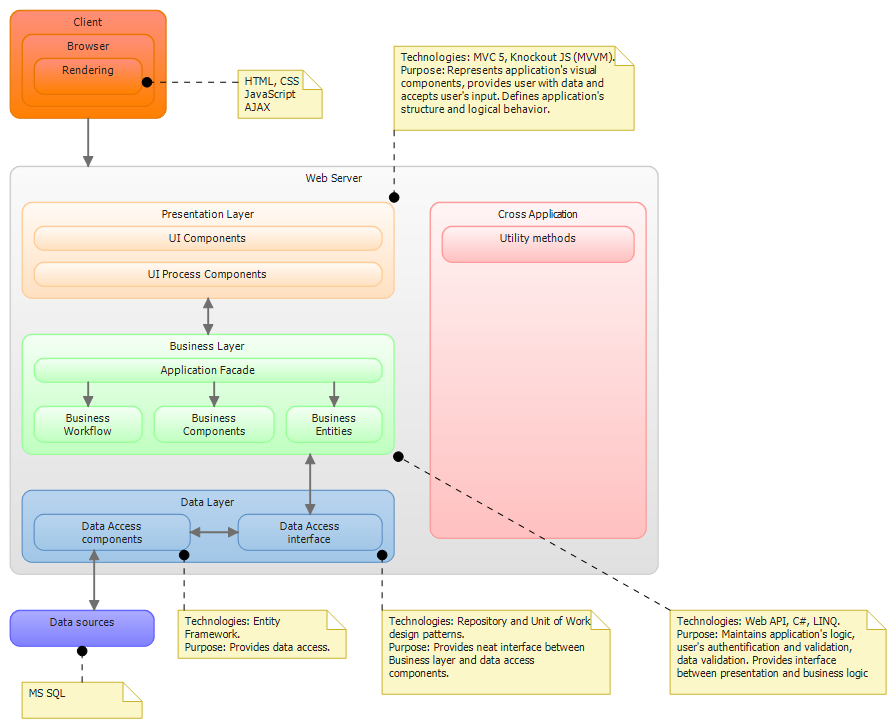 Client
Browser
Rendering
HTML, CSS
JavaScript
AJAX
Technologies: MVC 5, Knockout JS (MVVM).
Purpose: Represents application's visual
components, provides user with data and
accepts user's input. Defines application's
structure and logical behavior.
Web Server
Presentation Layer
UI Components
UI Process Components
Cross Application
Utility methods
Business Layer
Application Facade
Business
Workflow
Business
Components
Business
Entities
Data Layer
Data Access
components
Data Access
interface
Data sources
MS SQL
Technologies: Entity
Framework.
Purpose: Provides data access.
Technologies: Repository and Unit of Work
design patterns.
Purpose: Provides neat interface between
Business layer and data access
components.
Technologies: Web API, C#, LINQ.
Purpose: Maintains application's logic,
user's authentification and validation,
data validation. Provides interface
between presentation and business logic